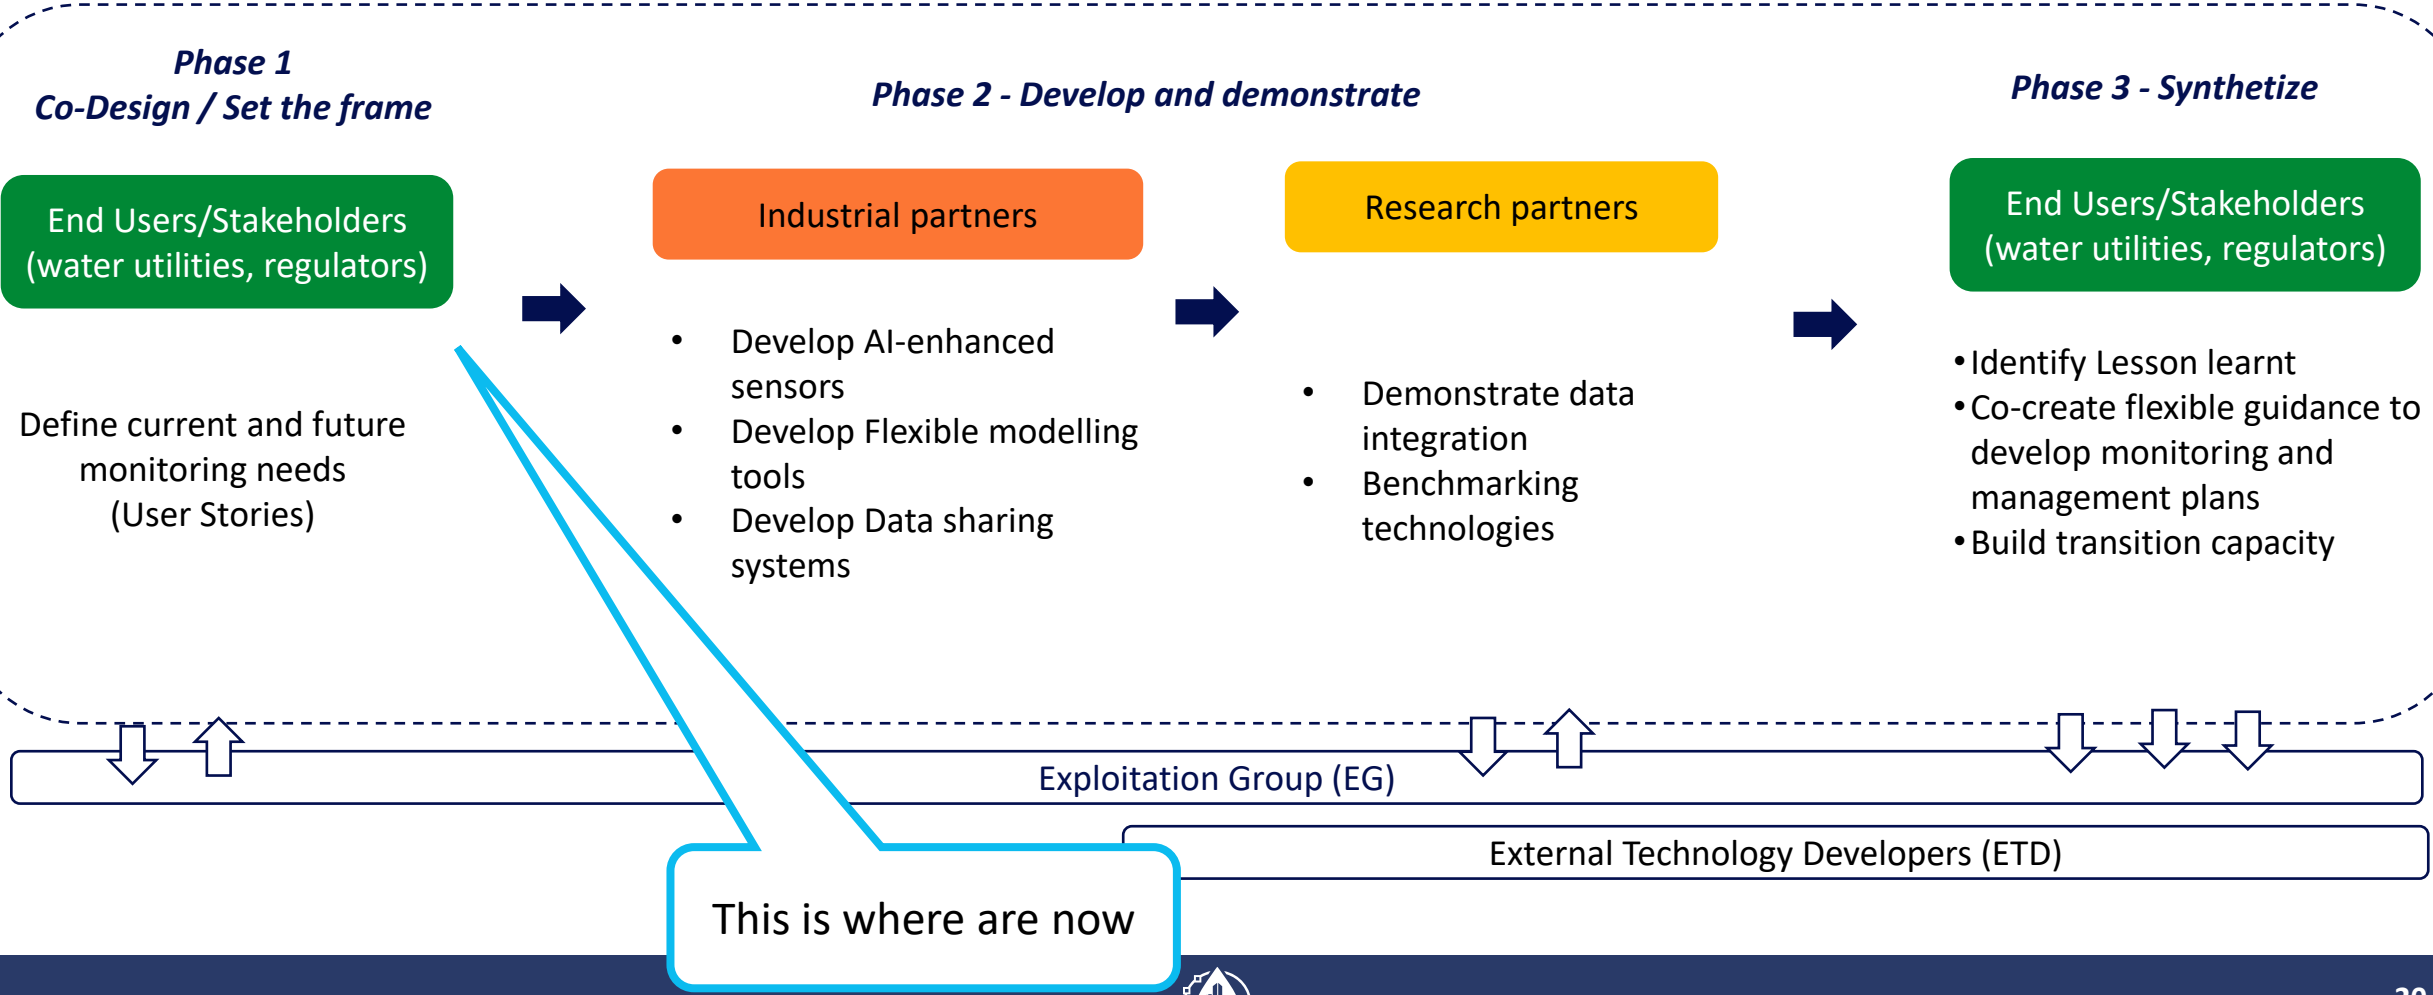 Phase 1
Co-Design / Set the frame
Phase 2 - Develop and demonstrate
Phase 3 - Synthetize
End Users/Stakeholders
(water utilities, regulators)
Define current and future
monitoring needs
(User Stories)
Industrial partners
• Develop AI-enhanced
sensors
• Develop Flexible modelling
tools
• Develop Data sharing
systems
Research partners
• Demonstrate data
integration
• Benchmarking
technologies
End Users/Stakeholders
(water utilities, regulators)
•Identify Lesson learnt
•Co-create flexible guidance to
develop monitoring and
management plans
•Build transition capacity
Exploitation Group (EG)
External Technology Developers (ETD)
This is where are now